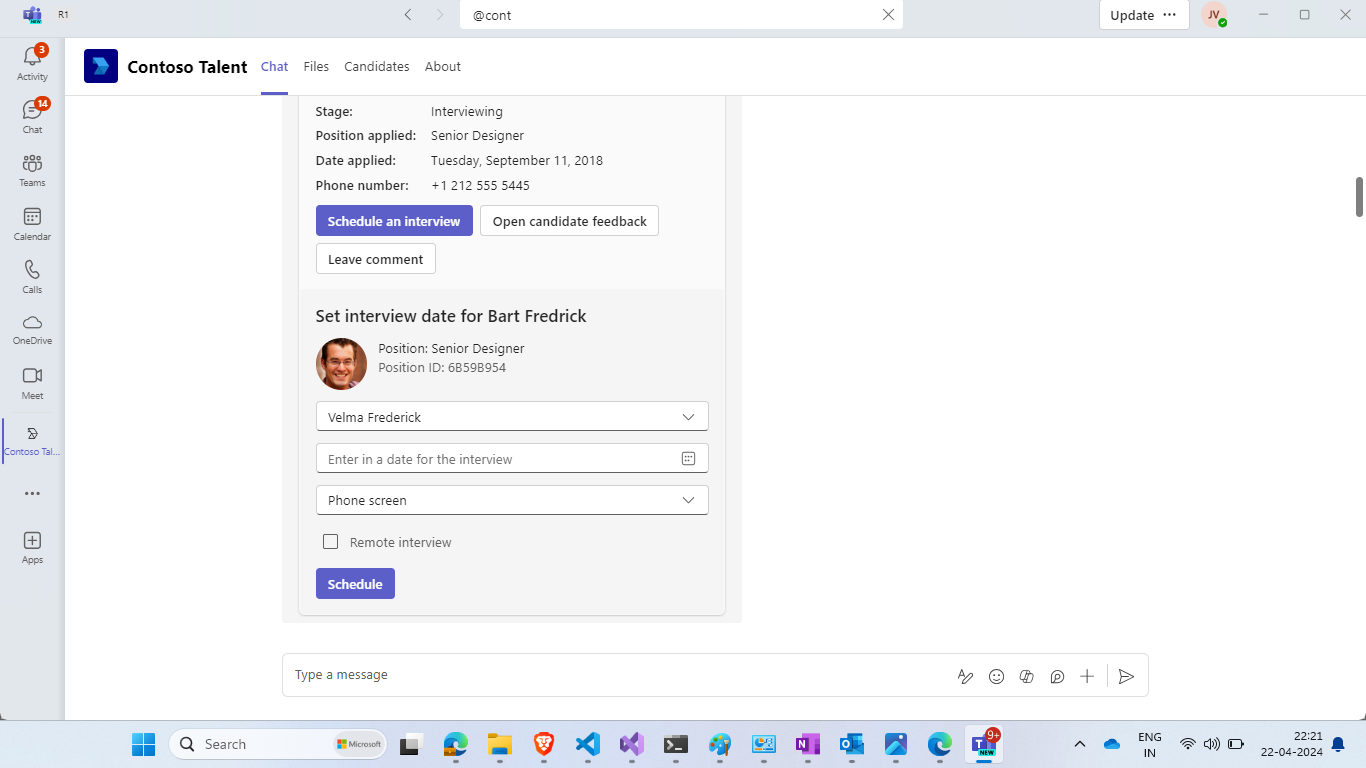 R1
@cont
Update
JV
3
Activity
14
Chat
Teams
Calendar
Calls
OneDrive
Meet
Contoso Tal...
Apps
Contoso Talent
Chat Files Candidates About
Stage: Interviewing
Position applied: Senior Designer
Date applied: Tuesday, September 11, 2018
Phone number: +1 212 555 5445
Schedule an interview
Open candidate feedback
Leave comment
Set interview date for Bart Fredrick
Position: Senior Designer
Position ID: 6B59B954
Velma Frederick
Enter in a date for the interview
Phone screen
Remote interview
Schedule
Type a message
Search
Microsoft
9+
NEW
ENG
IN
22:21
22-04-2024